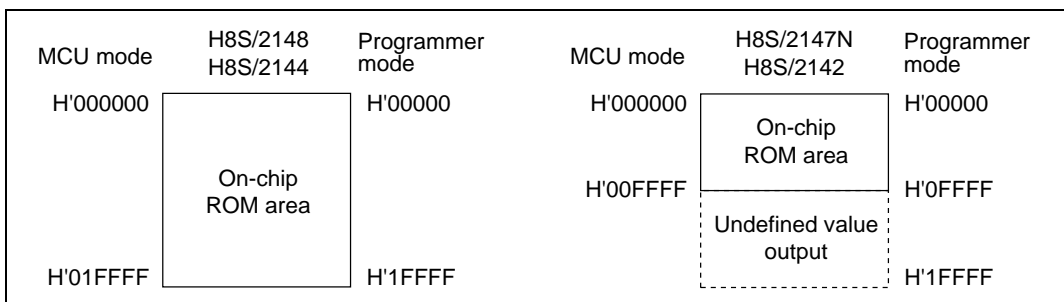 MCU mode
H8S/2148
H8S/2144
Programmer
mode
H'000000
H'00000
On-chip
ROM area
H'01FFFF
H'1FFFF
MCU mode
H8S/2147N
H8S/2142
Programmer
mode
H'000000
H'00000
On-chip
ROM area
H'00FFFF
H'0FFFF
Undefined value
output
H'1FFFF